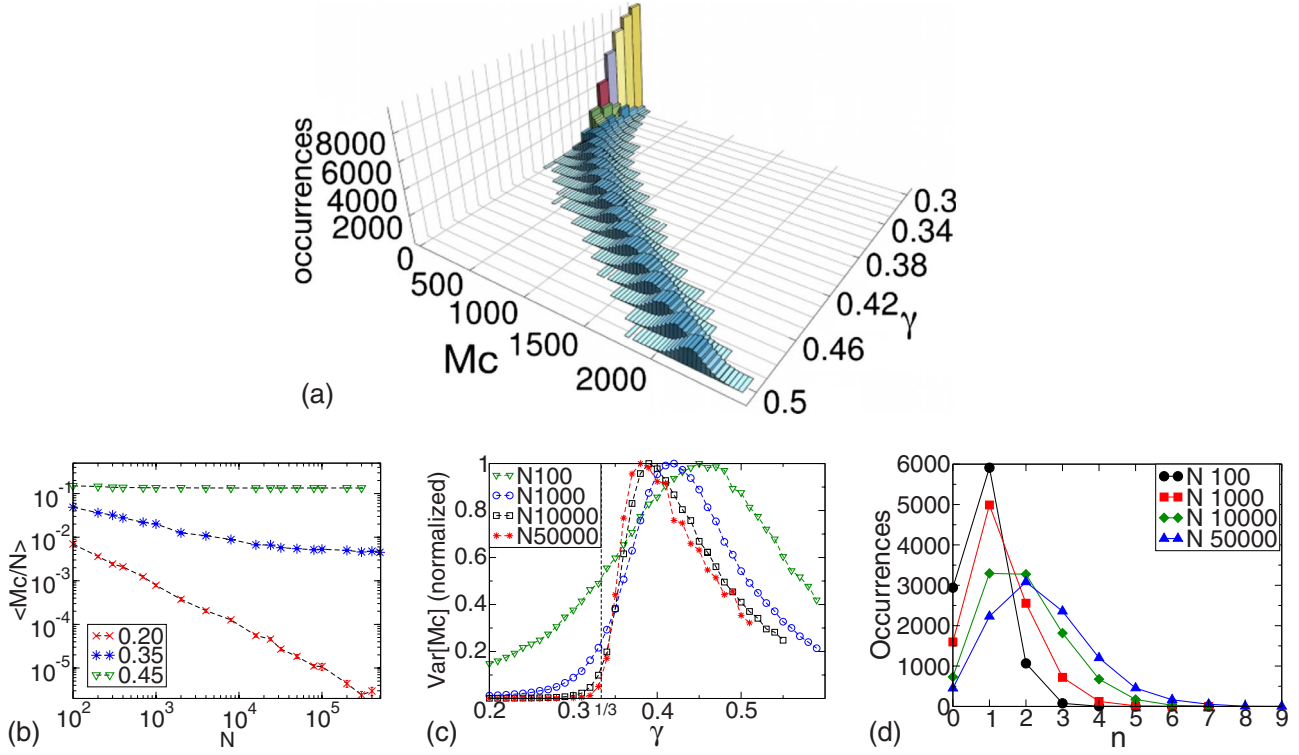 occurrences
8000
6000
4000
2000
0
500
1000
1500
2000
Mc
0.3
0.34
0.38
0.42
0.46
0.5
γ
(a)
<Mc/N>
10^-1
10^-2
10^-3
10^-4
10^-5
0.20
0.35
0.45
10^2 10^3 10^4 10^5
N
(b)
Var[Mc] (normalized)
1
0.8
0.6
0.4
0.2
N100
N1000
N10000
N50000
0.2 0.3 1/3 0.4 0.5
γ
(c)
Occurrences
6000
5000
4000
3000
2000
1000
0
N 100
N 1000
N 10000
N 50000
0 1 2 3 4 5 6 7 8 9
n
(d)